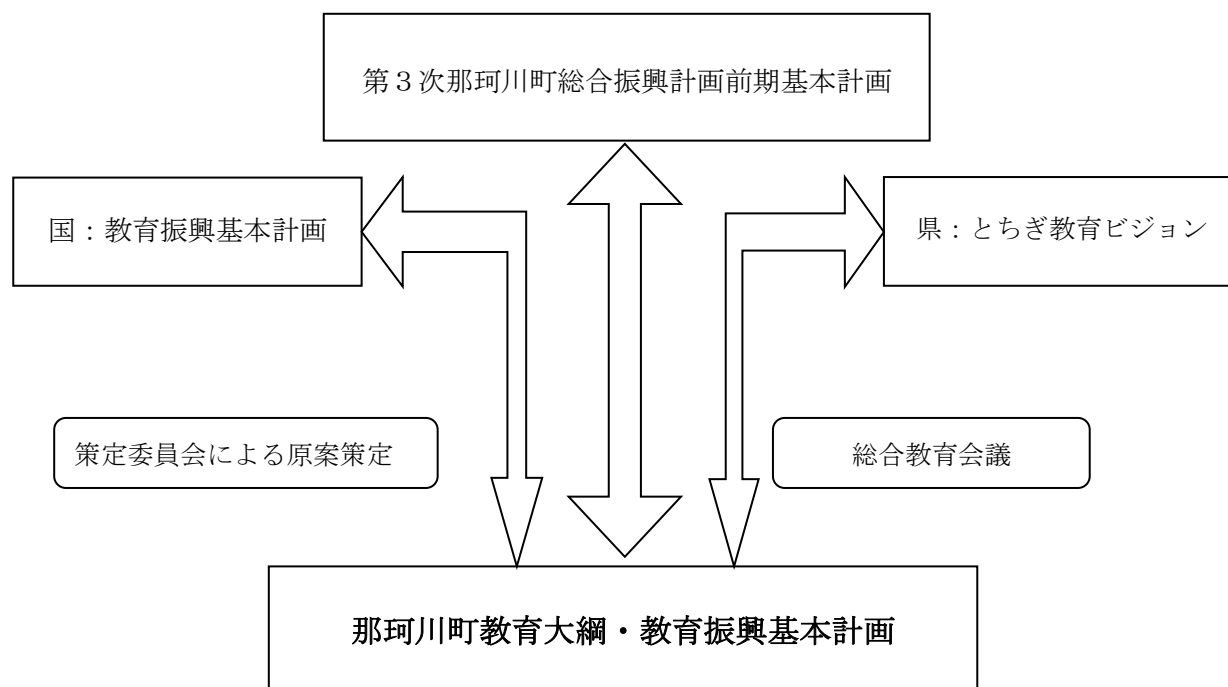 第３次那珂川町総合振興計画前期基本計画
国：教育振興基本計画
県：とちぎ教育ビジョン
策定委員会による原案策定
総合教育会議
那珂川町教育大綱・教育振興基本計画